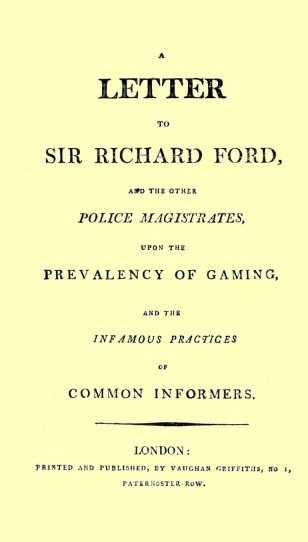 A
LETTER
TO
SIR RICHARD FORD,
AND THE OTHER
POLICE MAGISTRATES,
UPON THE
PREVALENCY OF GAMING,
AND THE
INFAMOUS PRACTICES
OF
COMMON INFORMERS.
LONDON:
PRINTED AND PUBLISHED, BY VAUGHAN GRIFFITHS, NO 1,
PATERNOSTER-ROW.